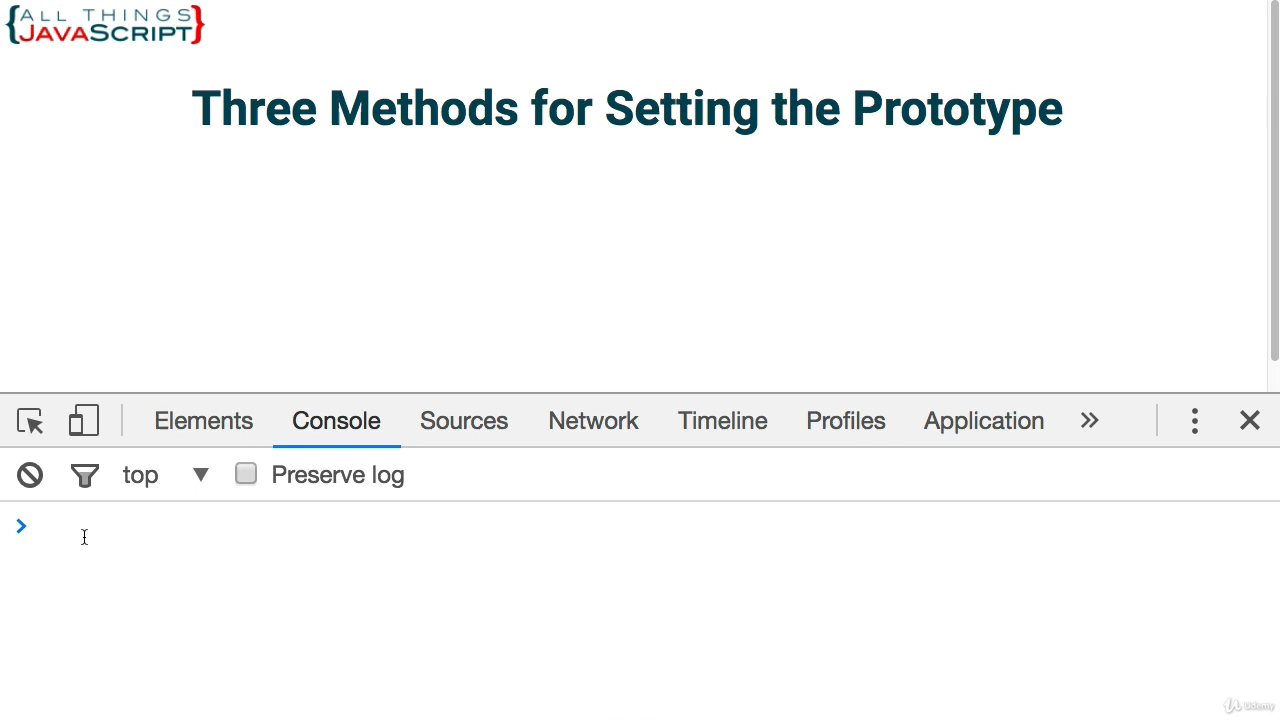 {ALL THINGS
JAVASCRIPT}
Three Methods for Setting the Prototype
Elements Console Sources Network Timeline Profiles Application »
top ▼ Preserve log
>
Udemy